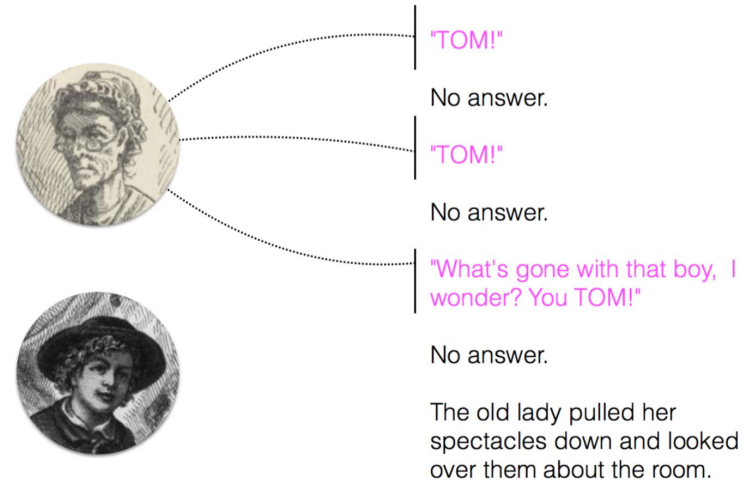 "TOM!"
No answer.
"TOM!"
No answer.
"What's gone with that boy,  I
wonder? You TOM!"
No answer.
The old lady pulled her
spectacles down and looked
over them about the room.